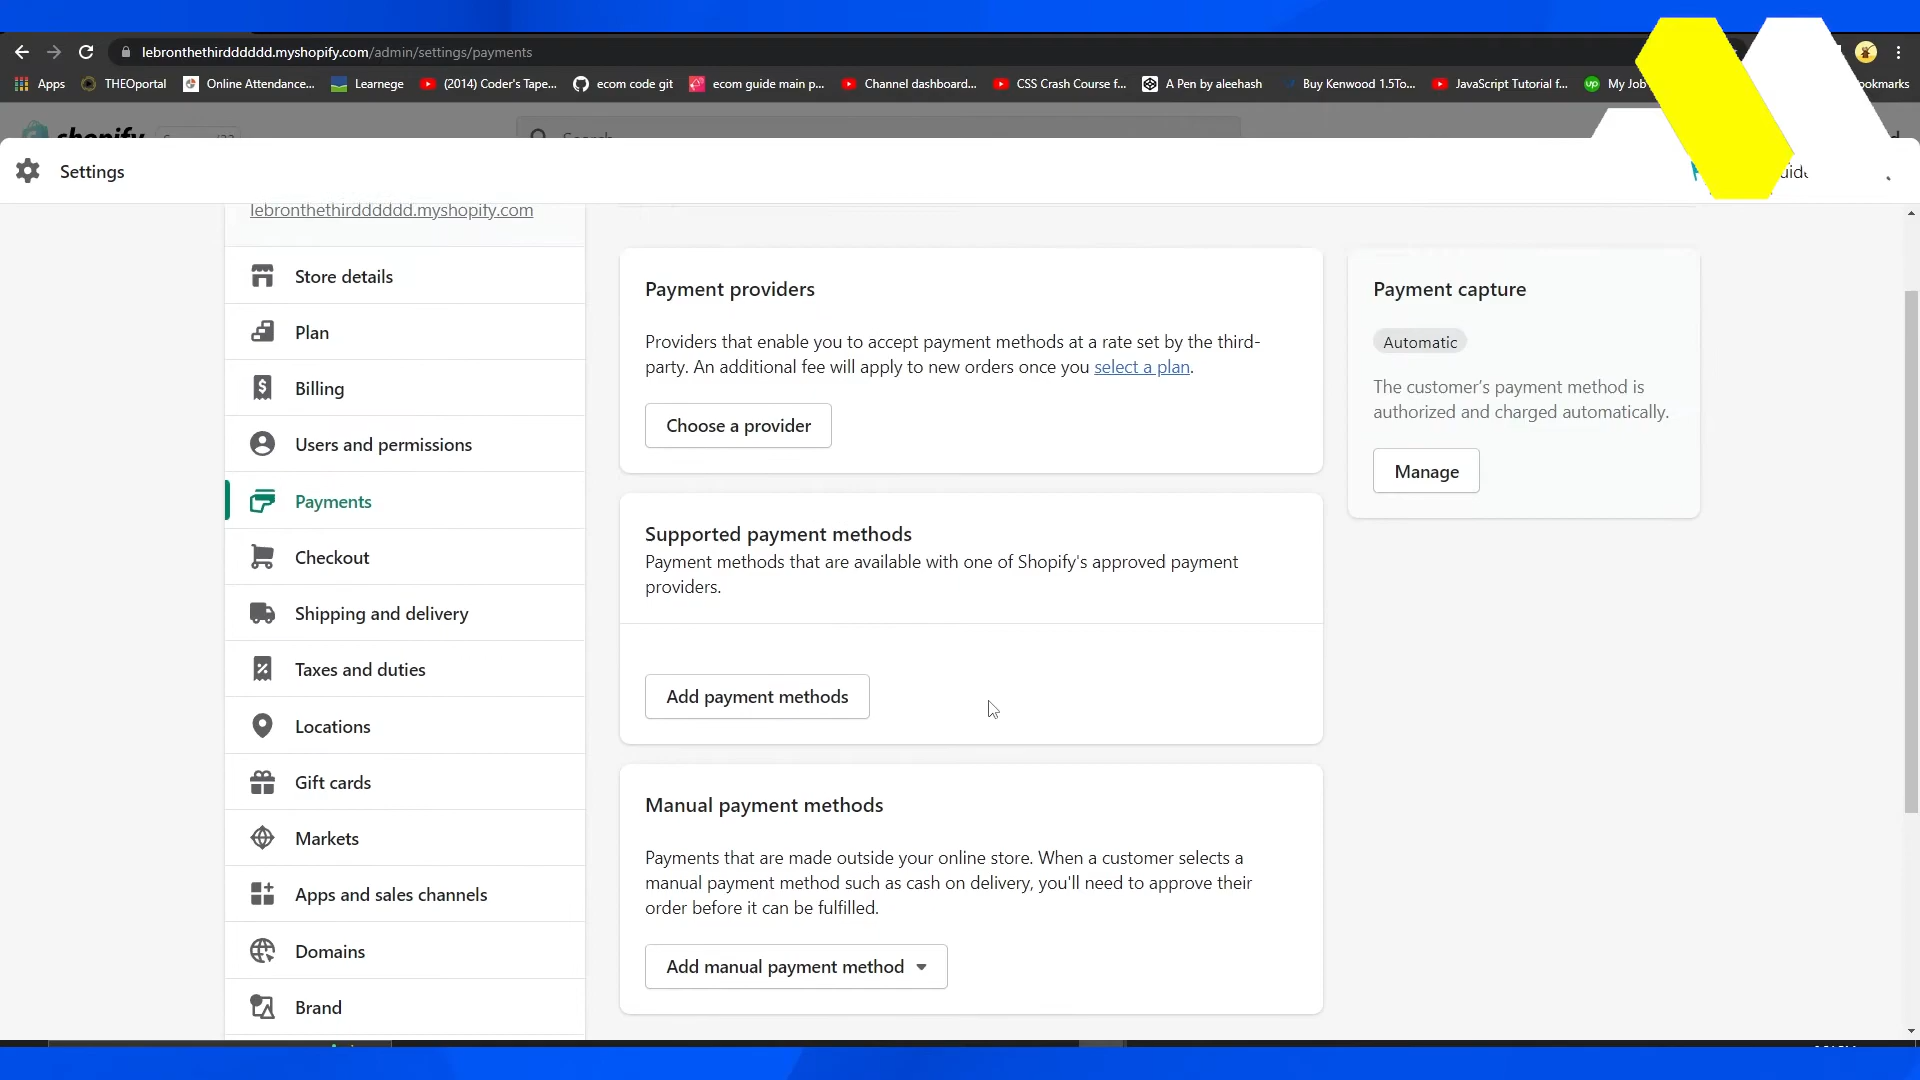 lebronthethirdddddd.myshopify.com/admin/settings/payments
Apps THEOportal Online Attendance... Learnege (2014) Coder's Tape... ecom code git ecom guide main p... Channel dashboard... CSS Crash Course f... A Pen by aleehash Buy Kenwood 1.5To... JavaScript Tutorial f... My Job
shopify Search
Settings
lebronthethirdddddd.myshopify.com
Store details
Plan
Billing
Users and permissions
Payments
Checkout
Shipping and delivery
Taxes and duties
Locations
Gift cards
Markets
Apps and sales channels
Domains
Brand
Payment providers
Providers that enable you to accept payment methods at a rate set by the third-
party. An additional fee will apply to new orders once you select a plan.
Choose a provider
Supported payment methods
Payment methods that are available with one of Shopify's approved payment
providers.
Add payment methods
Manual payment methods
Payments that are made outside your online store. When a customer selects a
manual payment method such as cash on delivery, you'll need to approve their
order before it can be fulfilled.
Add manual payment method
Payment capture
Automatic
The customer's payment method is
authorized and charged automatically.
Manage